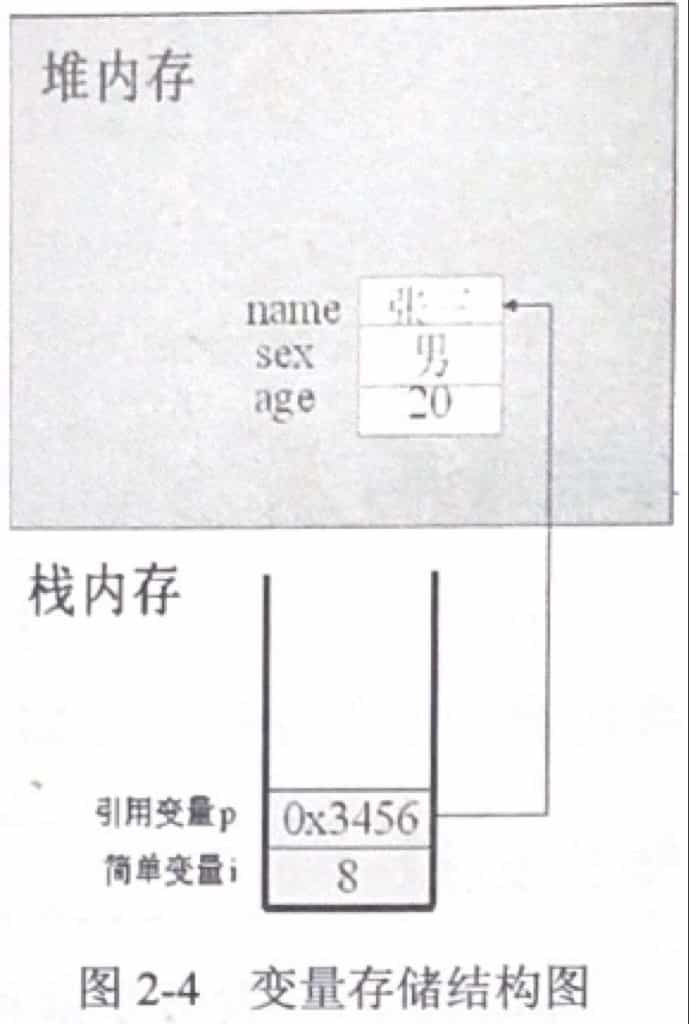 堆内存
name 张三
sex 男
age 20
栈内存
引用变量p 0x3456
简单变量i 8
图 2-4 变量存储结构图